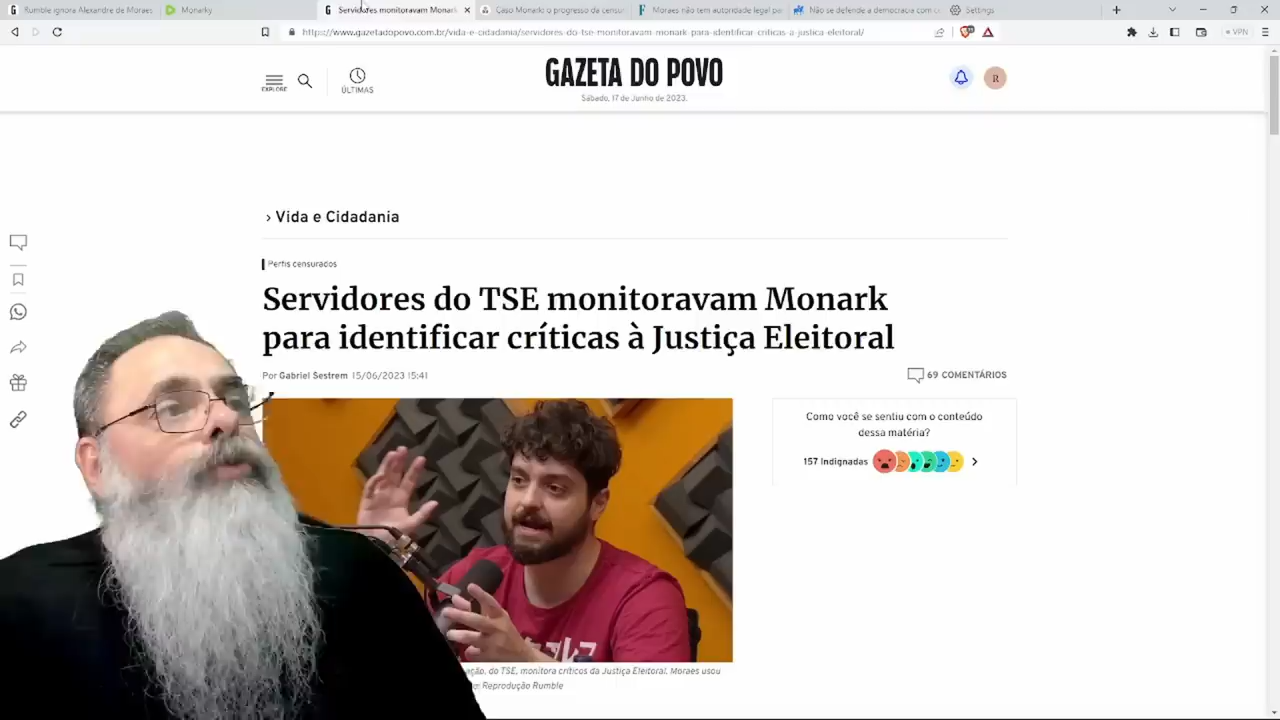 Rumble ignora Alexandre de Moraes
Monarky
Servidores monitoravam Monark
Caso Monark: o progresso da censur
Moraes não tem autoridade legal par
Não se defende a democracia com ce
Settings
https://www.gazetadopovo.com.br/vida-e-cidadania/servidores-do-tse-monitoravam-monark-para-identificar-criticas-a-justica-eleitoral/
VPN
EXPLORE
ÚLTIMAS
GAZETA DO POVO
Sábado, 17 de Junho de 2023.
R
› Vida e Cidadania
Perfis censurados
Servidores do TSE monitoravam Monark
para identificar críticas à Justiça Eleitoral
Por Gabriel Sestrem 15/06/2023 15:41
69 COMENTÁRIOS
Como você se sentiu com o conteúdo
dessa matéria?
157 Indignadas
ação, do TSE, monitora críticos da Justiça Eleitoral. Moraes usou
Reprodução Rumble